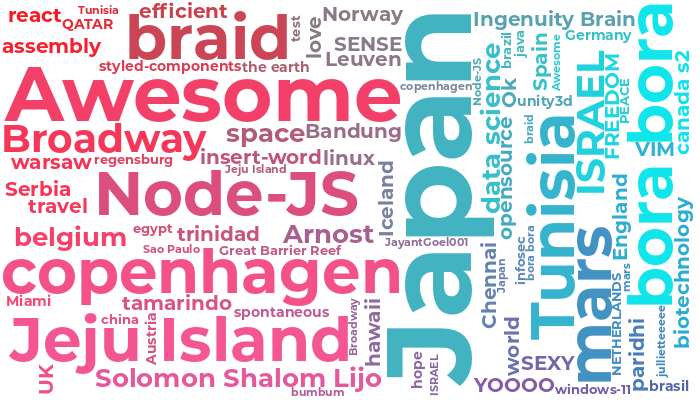 react
Tunisia
QATAR
efficient
Norway
Ingenuity Brain
assembly
braid
test
love
SENSE
Leuven
java
brazil
Spain
Germany
bora bora
styled-components
the earth
Awesome
copenhagen
Node-JS
Ok
Awesome
ISRAEL
FREEDOM
PEACE
canada s2
Broadway
space
Bandung
data science
unity3d
braid
VIM
warsaw
regensburg
insert-word
linux
Jeju Island
opensource
Serbia
travel
Node-JS
Iceland
Japan
Tunisia
England
biotechnology
belgium
egypt
trinidad
Arnost
JayantGoel001
Sao Paulo
Great Barrier Reef
Chennai
Japan
infosec
bora bora
mars
mars
copenhagen
Miami
tamarindo
spontaneous
Broadway
hawaii
NETHERLANDS
jullietteeeee
china
Austria
Jeju Island
world
paridhi
UK
Solomon Shalom Lijo
bumbum
hope
ISRAEL
SEXY
YOOOO
windows-11
brasil